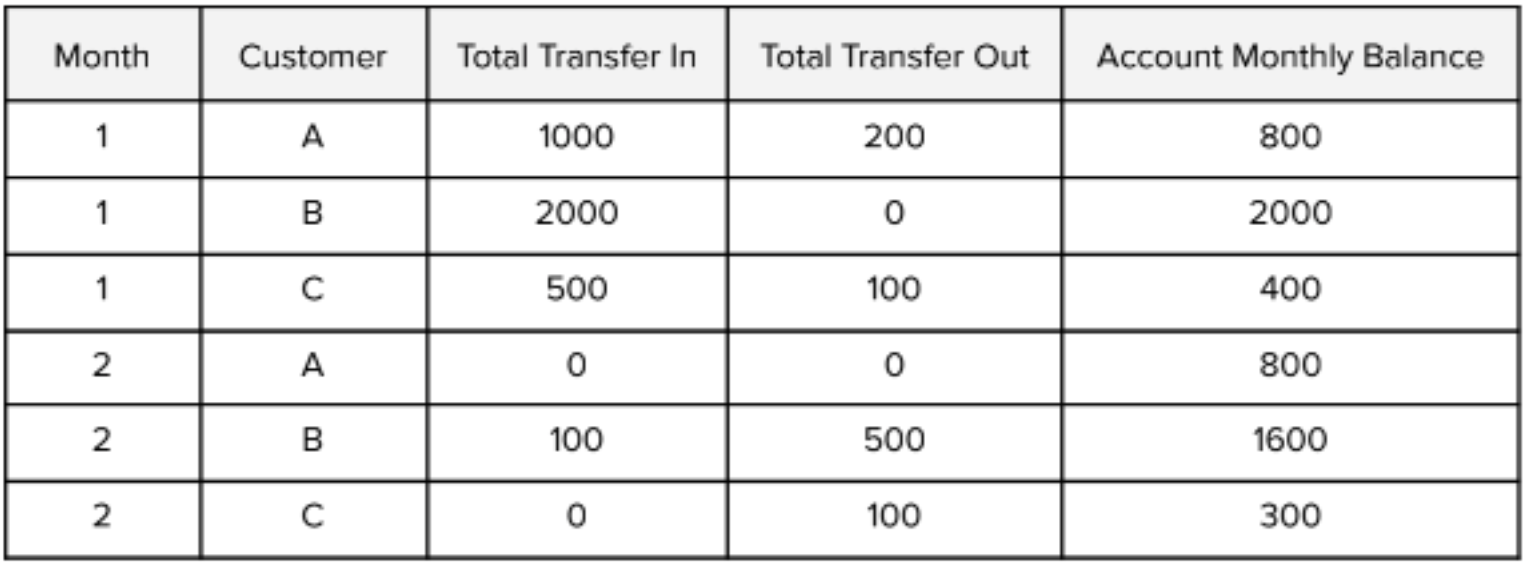 Month Customer Total Transfer In Total Transfer Out Account Monthly Balance
1 A 1000 200 800
1 B 2000 0 2000
1 C 500 100 400
2 A 0 0 800
2 B 100 500 1600
2 C 0 100 300